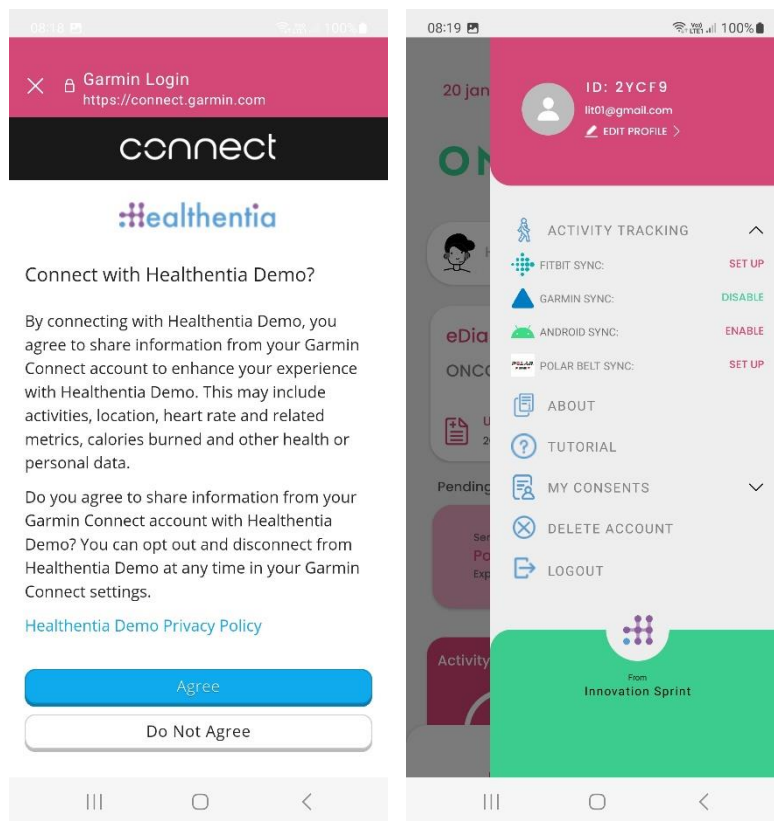 08:18 100%
Garmin Login
https://connect.garmin.com
connect
Healthentia
Connect with Healthentia Demo?
By connecting with Healthentia Demo, you
agree to share information from your Garmin
Connect account to enhance your experience
with Healthentia Demo. This may include
activities, location, heart rate and related
metrics, calories burned and other health or
personal data.
Do you agree to share information from your
Garmin Connect account with Healthentia
Demo? You can opt out and disconnect from
Healthentia Demo at any time in your Garmin
Connect settings.
Healthentia Demo Privacy Policy
Agree
Do Not Agree
08:19 100%
20 jan
ID: 2YCF9
lit01@gmail.com
EDIT PROFILE
ON
ACTIVITY TRACKING
H
FITBIT SYNC: SET UP
GARMIN SYNC: DISABLE
eDia
ANDROID SYNC: ENABLE
ONCO
POLAR BELT SYNC: SET UP
ABOUT
U
2
TUTORIAL
Pending
MY CONSENTS
Ser
DELETE ACCOUNT
Po
Exp
LOGOUT
Activity
From
Innovation Sprint